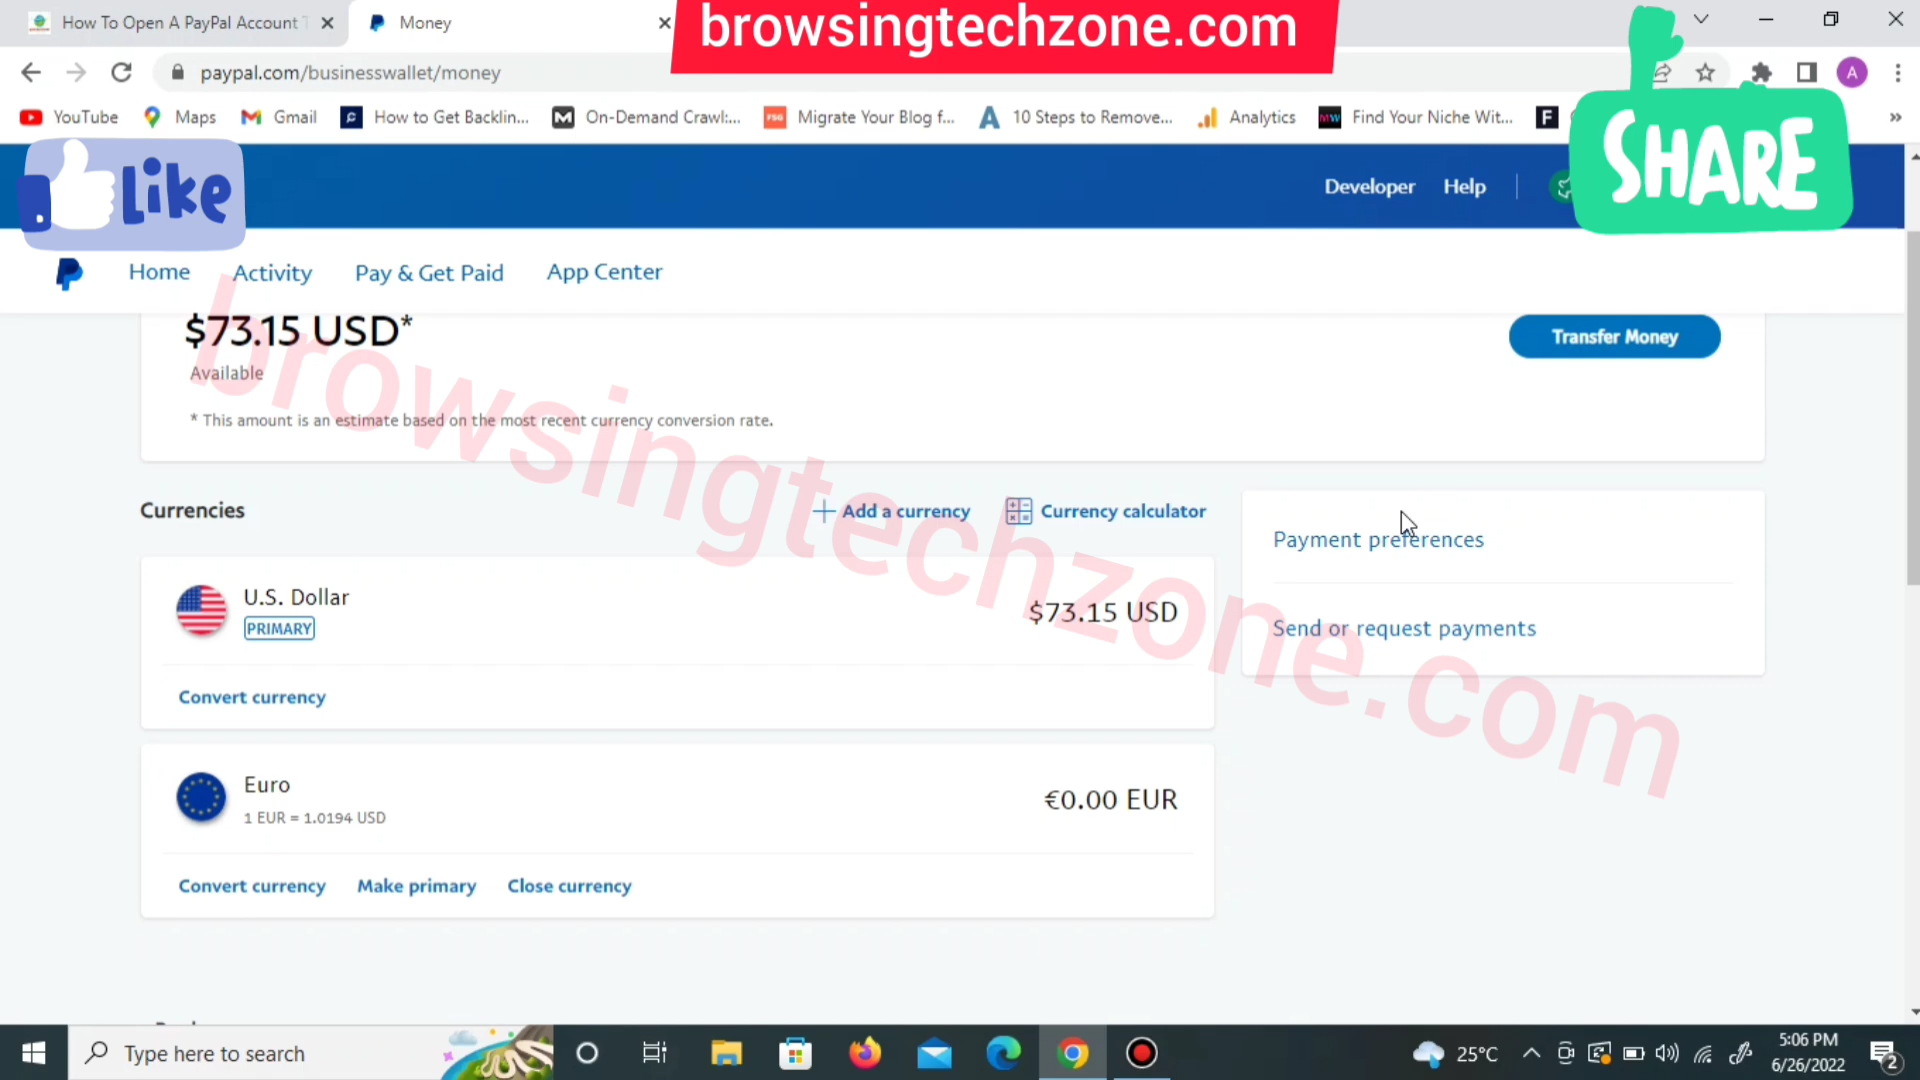 How To Open A PayPal Account
Money
browsingtechzone.com
paypal.com/businesswallet/money
A
YouTube
Maps
Gmail
How to Get Backlin...
On-Demand Crawl:...
FSG
Migrate Your Blog f...
10 Steps to Remove...
Analytics
MW
Find Your Niche Wit...
F
Like
Developer
Help
SHARE
Home
Activity
Pay & Get Paid
App Center
$73.15 USD*
Available
Transfer Money
* This amount is an estimate based on the most recent currency conversion rate.
browsingtechzone.com
Currencies
Add a currency
Currency calculator
Payment preferences
U.S. Dollar
PRIMARY
$73.15 USD
Send or request payments
Convert currency
Euro
1 EUR = 1.0194 USD
€0.00 EUR
Convert currency
Make primary
Close currency
Type here to search
25°C
5:06 PM
6/26/2022
2